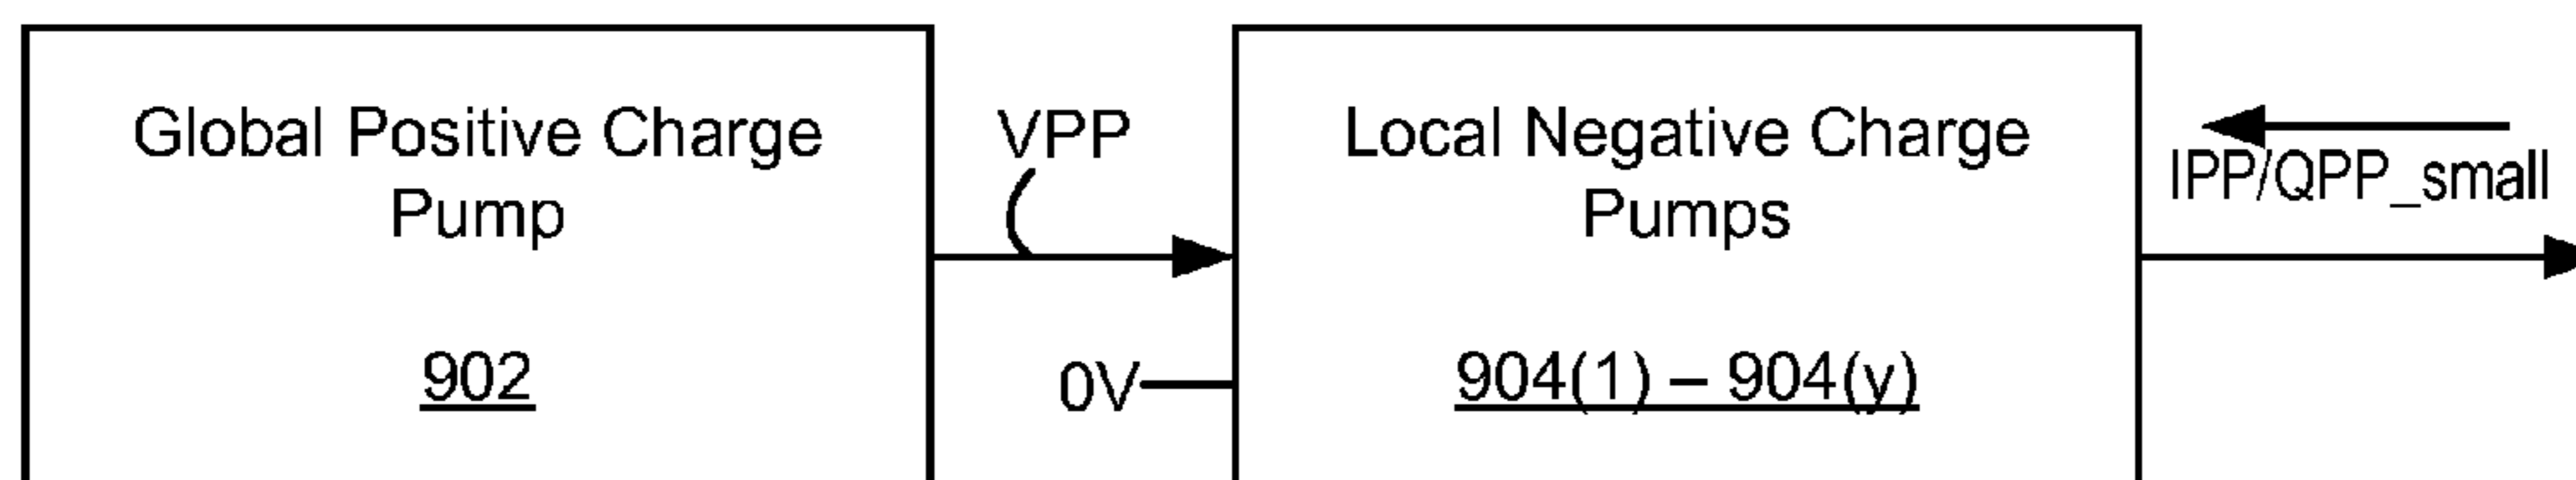 Global Positive Charge
Pump
902
VPP
0V
Local Negative Charge
Pumps
904(1) – 904(y)
IPP/QPP_small